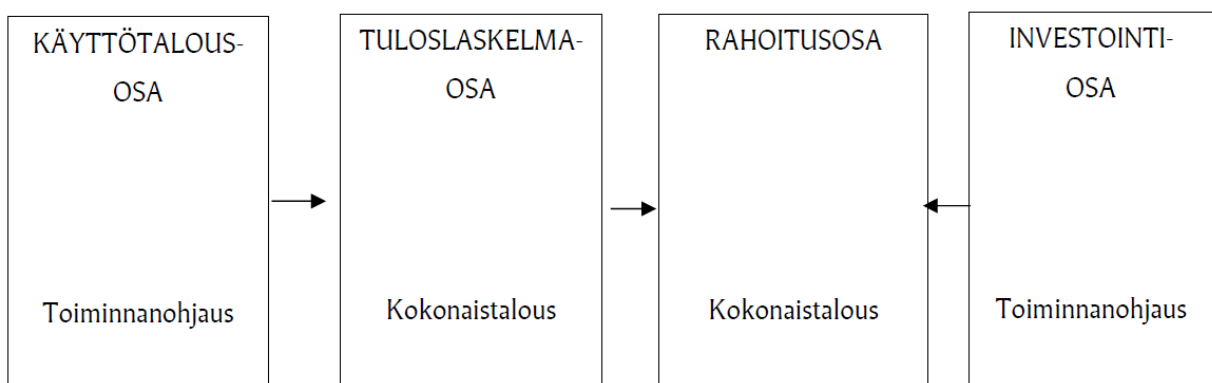 KÄYTTÖTALOUS-
OSA
Toiminnanohjaus
TULOSLASKELMA-
OSA
Kokonaistalous
RAHOITUSOSA
Kokonaistalous
INVESTOINTI-
OSA
Toiminnanohjaus